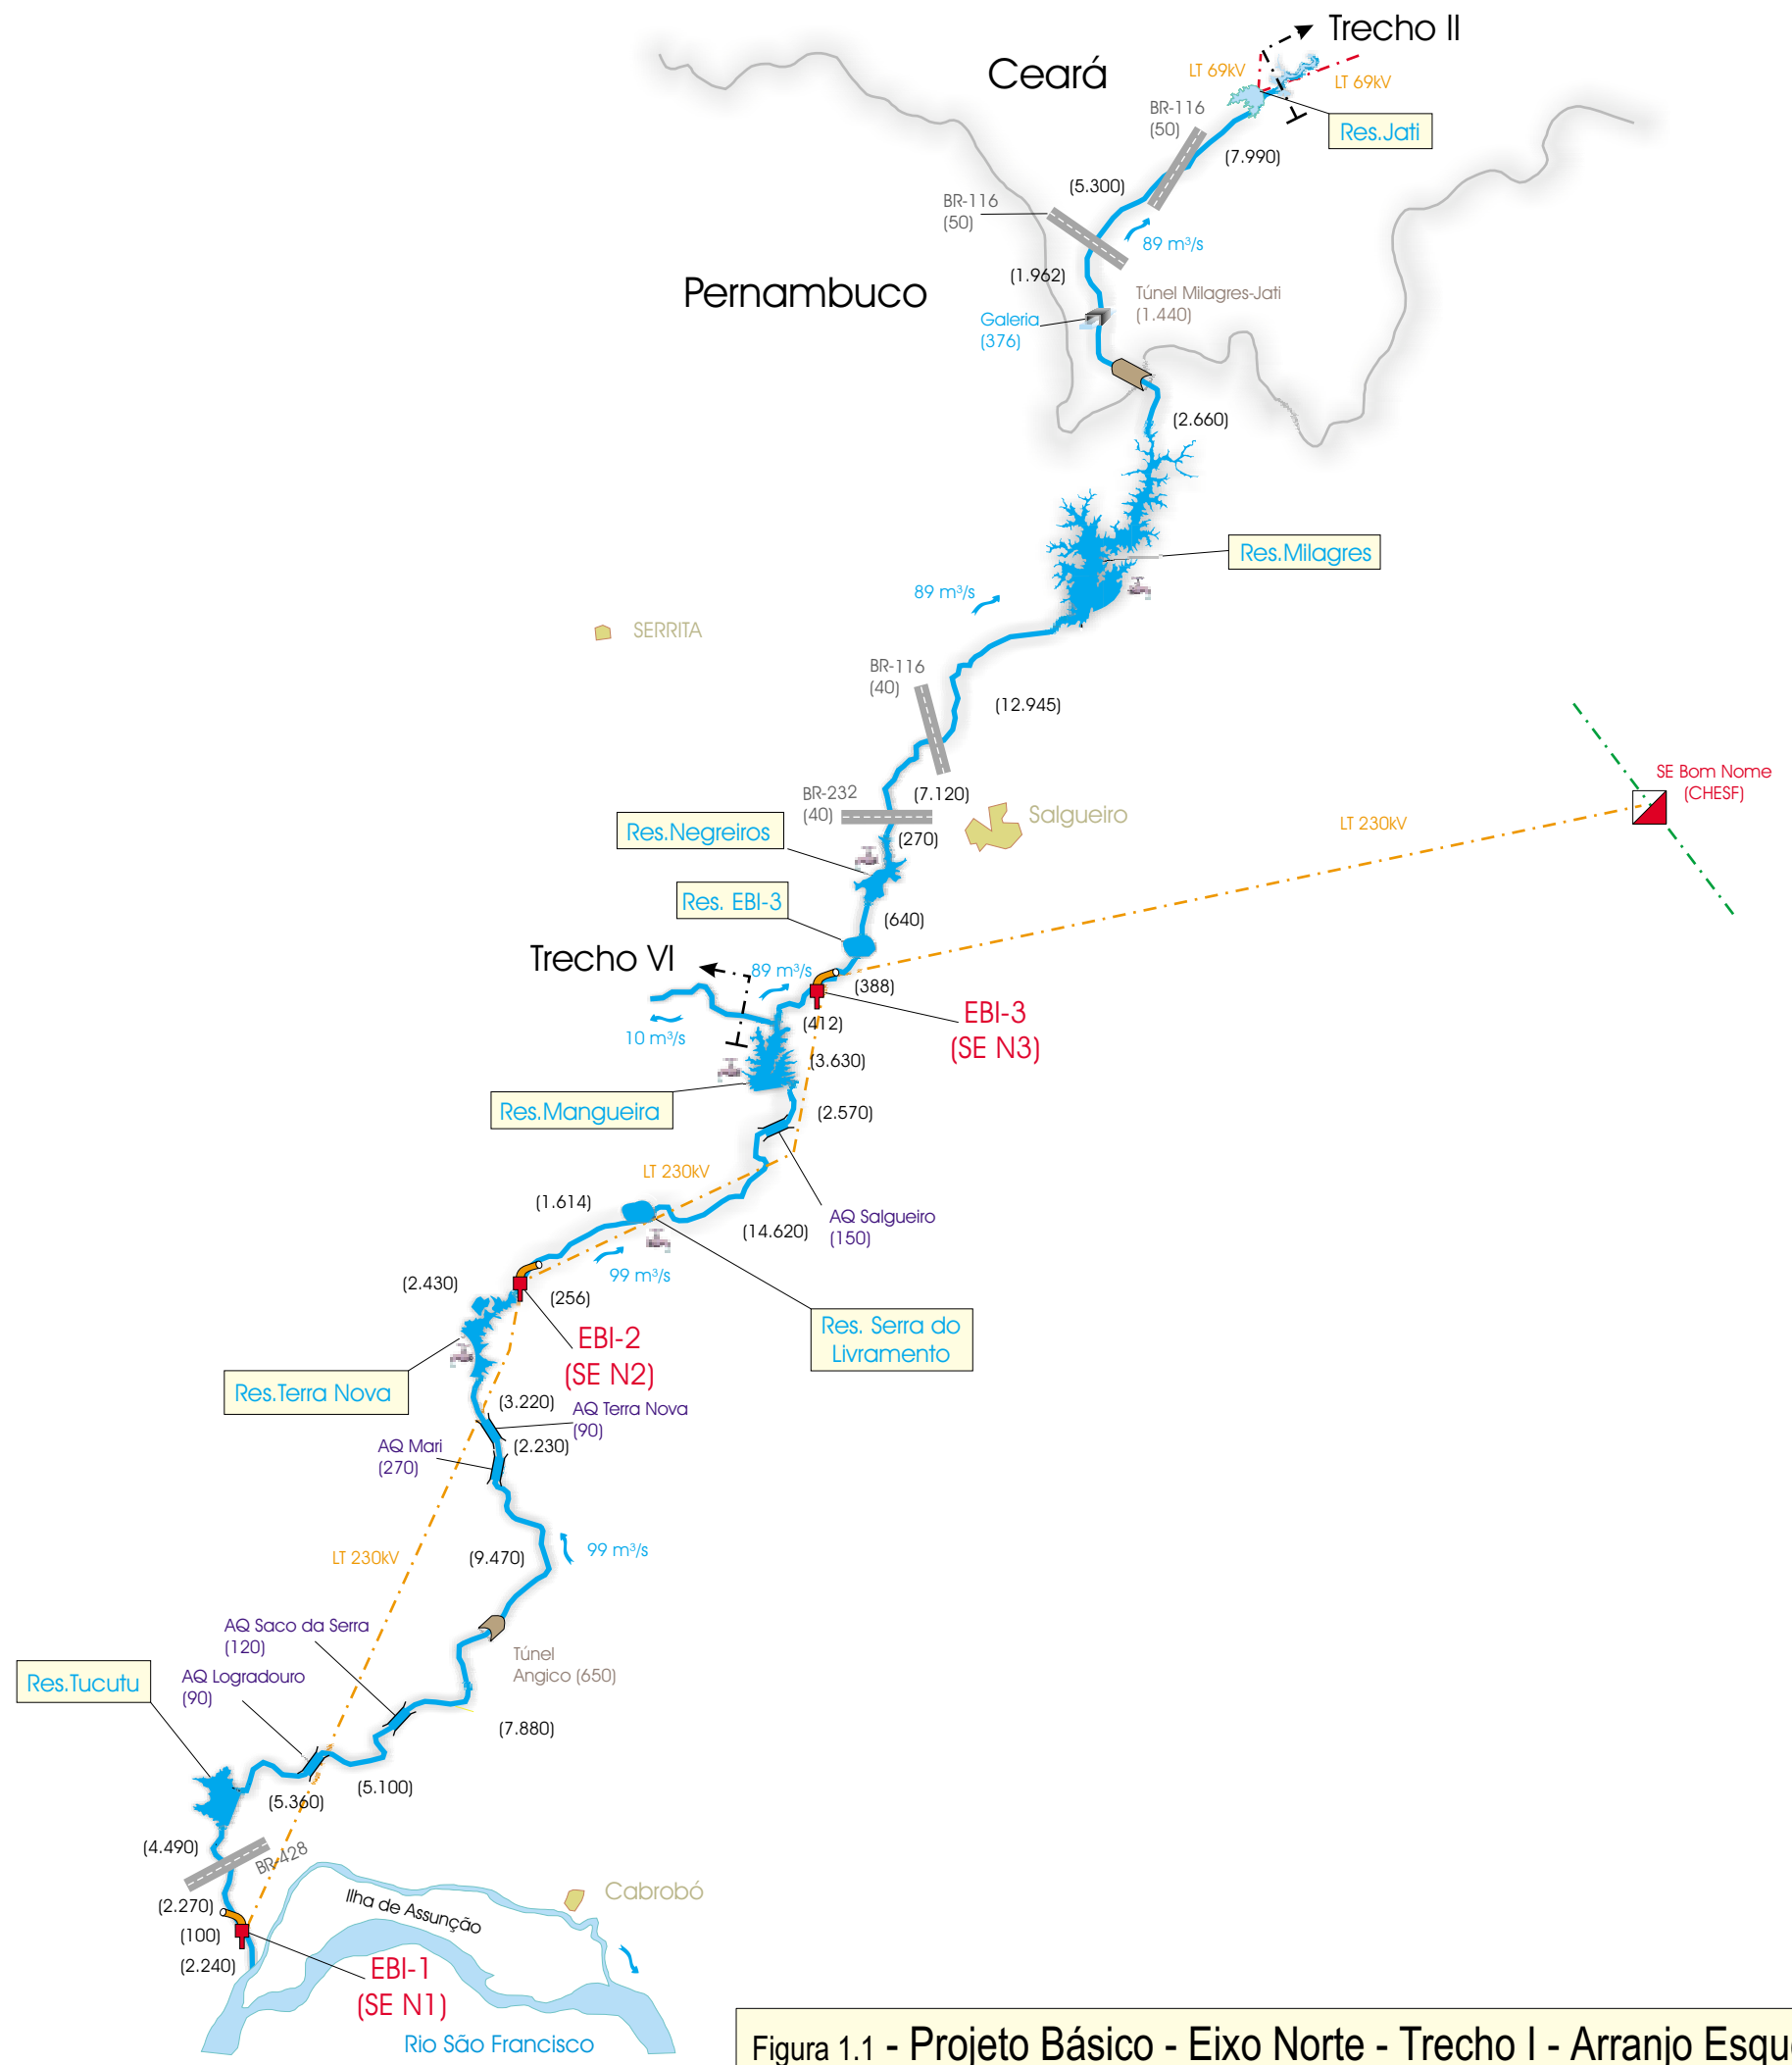 Trecho II
Ceará
LT 69kV
LT 69kV
BR-116
(50)
Res.Jati
(7.990)
(5.300)
BR-116
(50)
89 m³/s
(1.962)
Pernambuco
Túnel Milagres-Jati
(1.440)
Galeria
(376)
(2.660)
Res.Milagres
89 m³/s
SERRITA
BR-116
(40)
(12.945)
SE Bom Nome
(CHESF)
BR-232
(40)
(7.120)
Salgueiro
LT 230kV
Res.Negreiros
(270)
Res. EBI-3
(640)
Trecho VI
89 m³/s
(388)
EBI-3
(SE N3)
10 m³/s
(412)
(3.630)
Res.Mangueira
(2.570)
LT 230kV
(1.614)
AQ Salgueiro
(150)
(14.620)
99 m³/s
(2.430)
(256)
Res. Serra do
Livramento
EBI-2
(SE N2)
Res.Terra Nova
(3.220)
AQ Terra Nova
(90)
(2.230)
AQ Mari
(270)
99 m³/s
(9.470)
LT 230kV
AQ Saco da Serra
(120)
Túnel
Angico (650)
Res.Tucutu
AQ Logradouro
(90)
(7.880)
(5.100)
(5.360)
(4.490)
BR-428
Cabrobó
Ilha de Assunção
(2.270)
(100)
(2.240)
EBI-1
(SE N1)
Rio São Francisco
Figura 1.1 - Projeto Básico - Eixo Norte - Trecho I - Arranjo Esqu